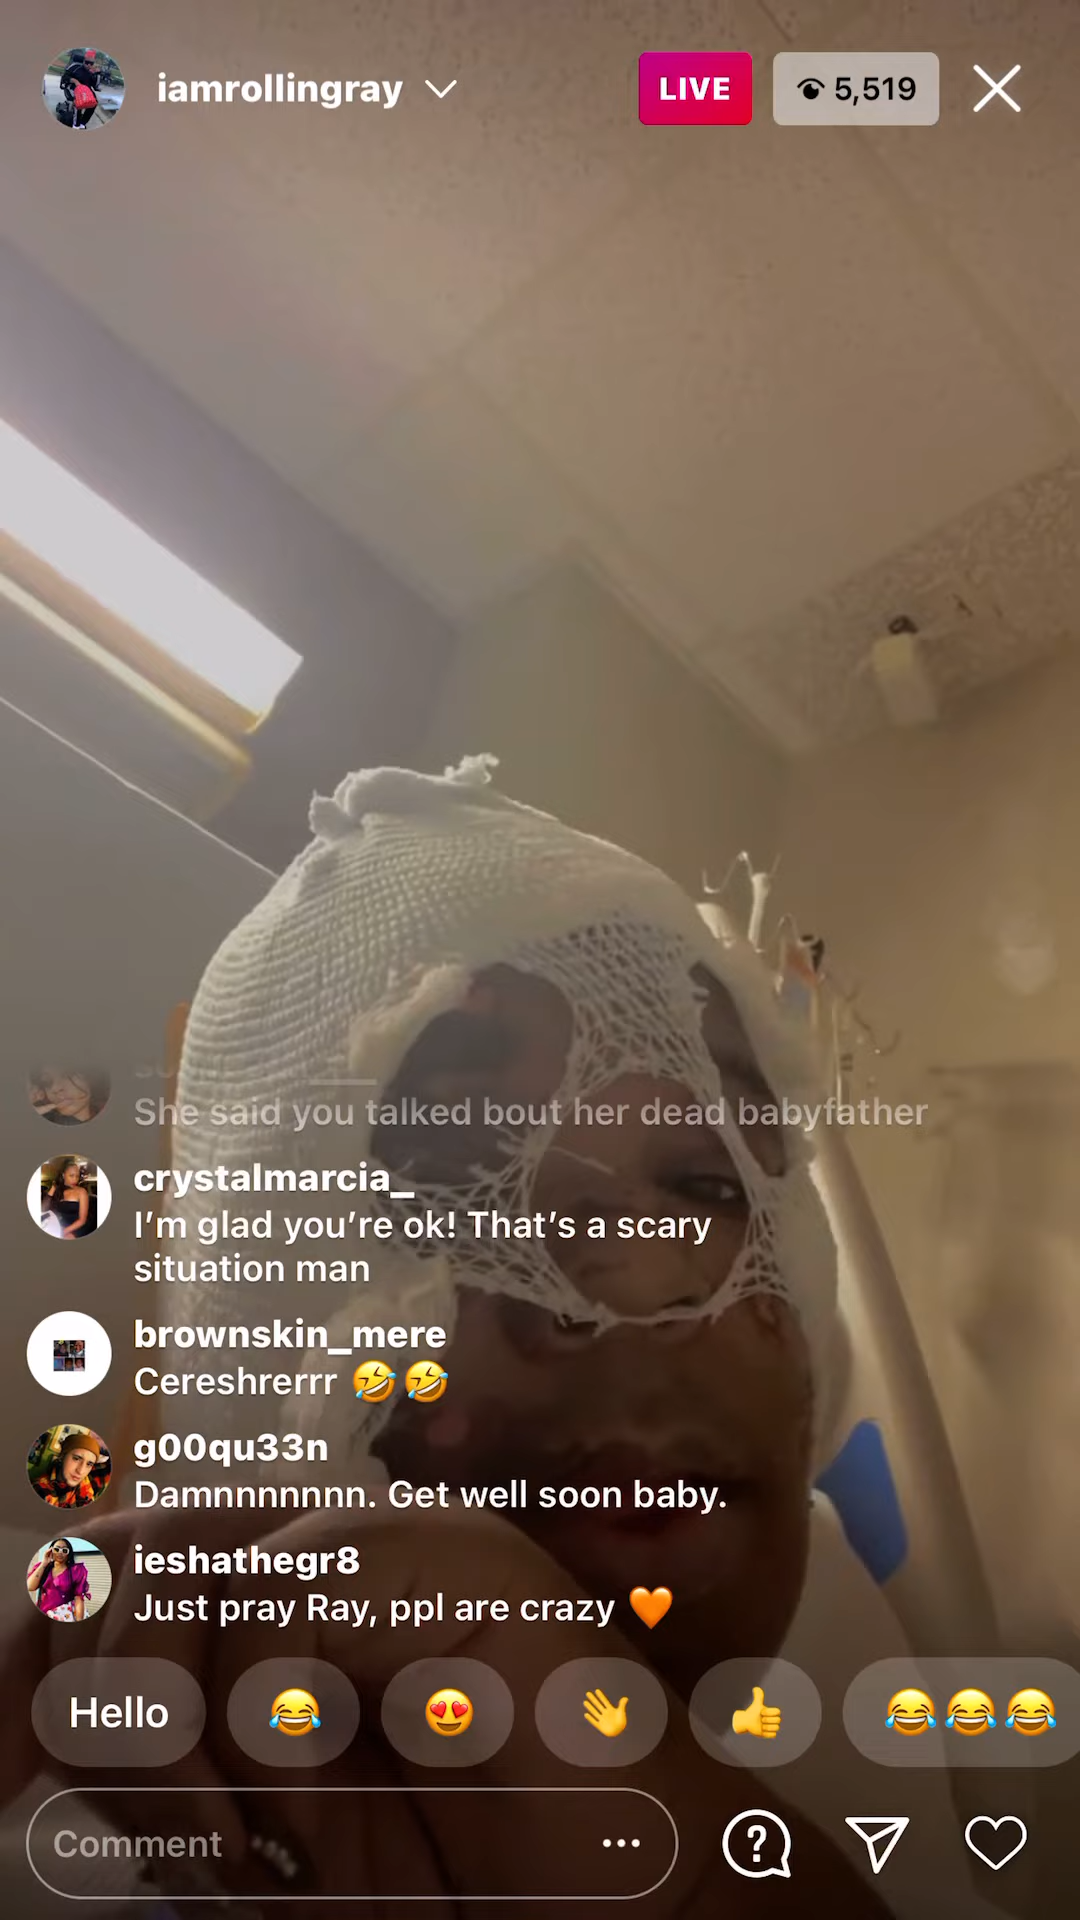 iamrollingray
LIVE
5,519
She said you talked bout her dead babyfather
crystalmarcia_
I’m glad you’re ok! That’s a scary
situation man
brownskin_mere
Cereshrerrr 🤣🤣
g00qu33n
Damnnnnnnn. Get well soon baby.
ieshathegr8
Just pray Ray, ppl are crazy 🧡
Hello 😂 😍 👋 👍 😂😂😂
Comment